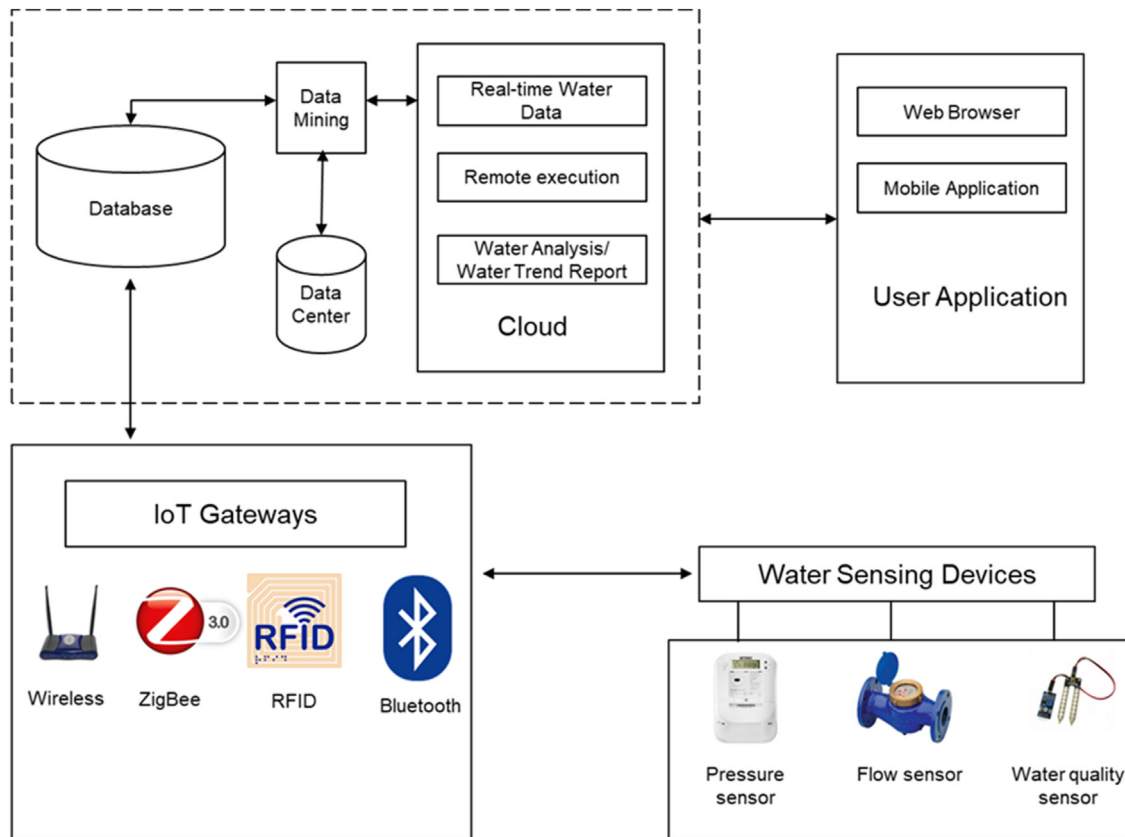 Data
Mining
Database
Data
Center
Real-time Water
Data
Remote execution
Water Analysis/
Water Trend Report
Cloud
Web Browser
Mobile Application
User Application
IoT Gateways
3.0
RFID
Wireless
ZigBee
RFID
Bluetooth
Water Sensing Devices
Pressure
sensor
Flow sensor
Water quality
sensor